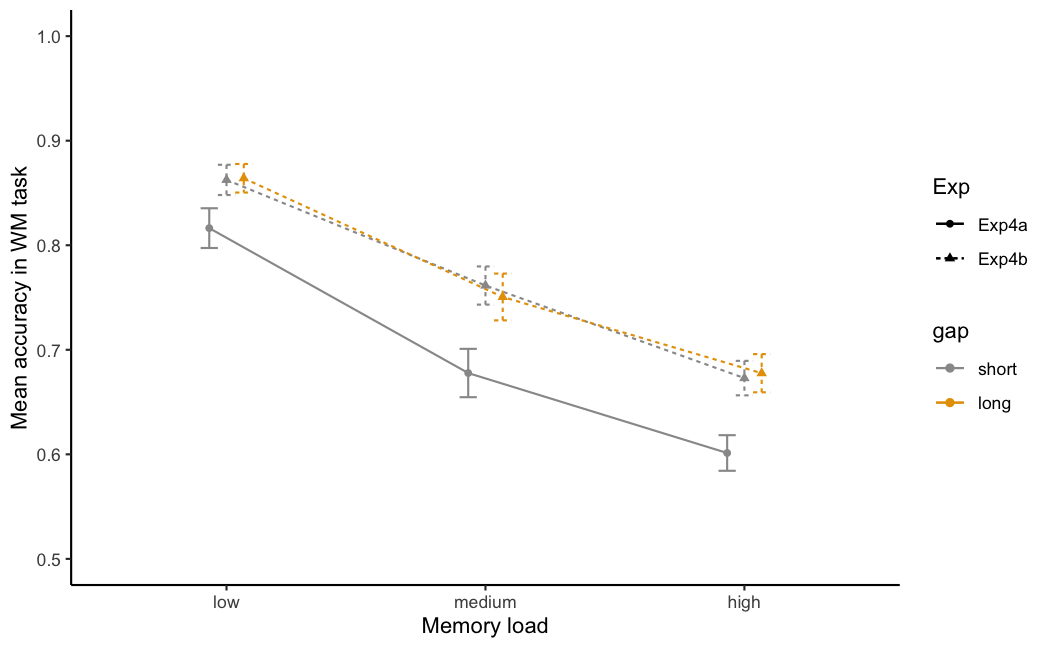 1.0
0.9
0.8
0.7
0.6
0.5
Mean accuracy in WM task
low
medium
high
Memory load
Exp
Exp4a
Exp4b
gap
short
long